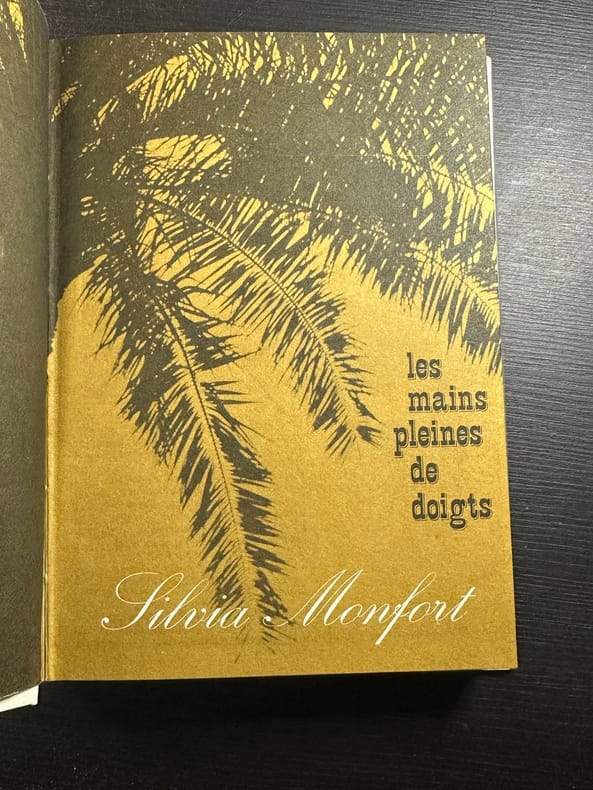 les
mains
pleines
de
doigts
Silvia Monfort